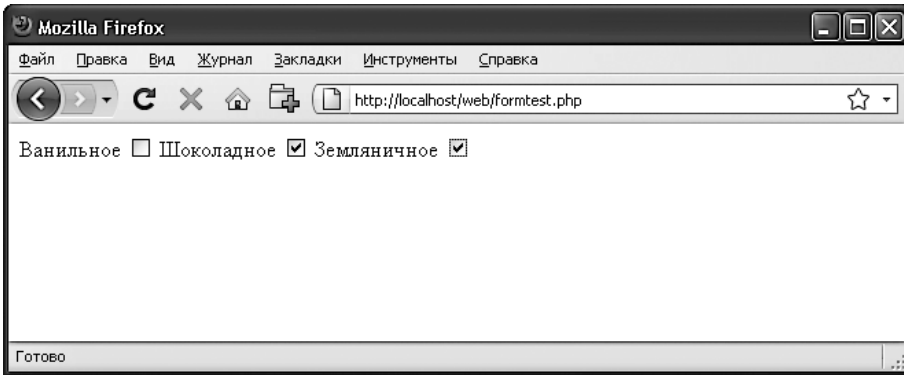 Mozilla Firefox
Файл Правка Вид Журнал Закладки Инструменты Справка
http://localhost/web/formtest.php
Ванильное Шоколадное Земляничное
Готово